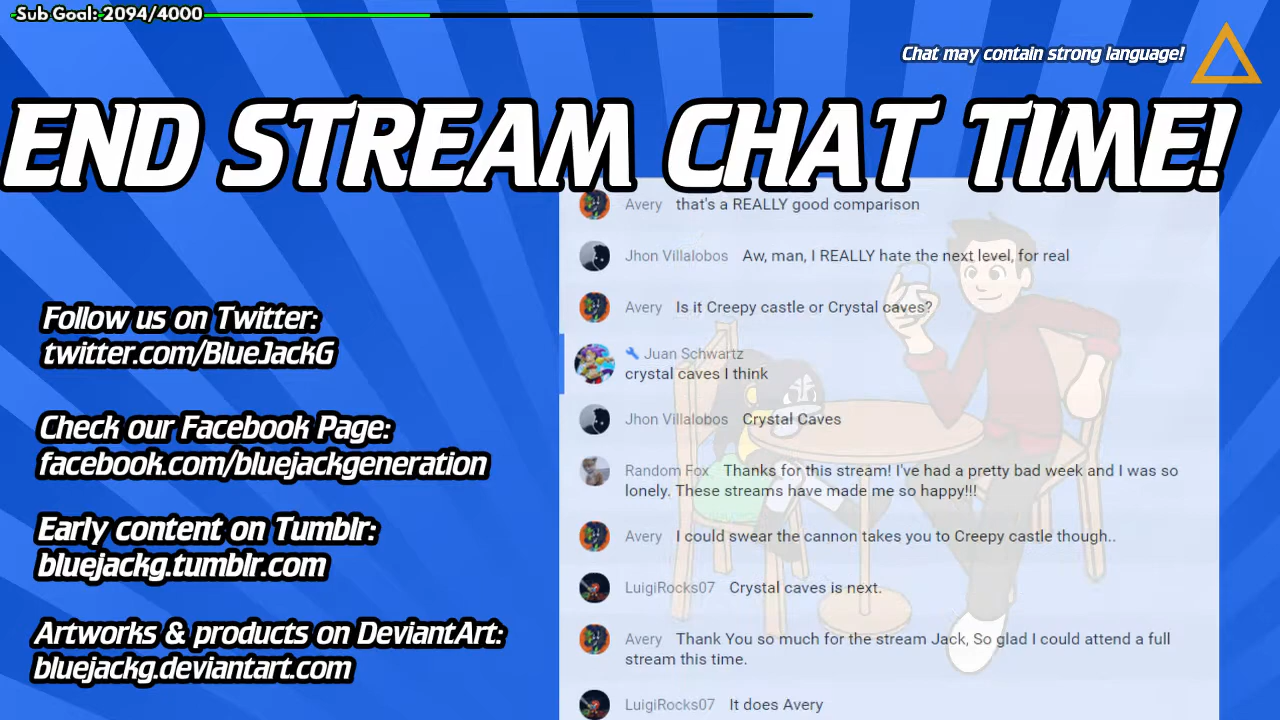 Sub Goal: 2094/4000
Chat may contain strong language!
END STREAM CHAT TIME!
Follow us on Twitter:
twitter.com/BlueJackG
Check our Facebook Page:
facebook.com/bluejackgeneration
Early content on Tumblr:
bluejackg.tumblr.com
Artworks & products on DeviantArt:
bluejackg.deviantart.com
Avery that's a REALLY good comparison
Jhon Villalobos Aw, man, I REALLY hate the next level, for real
Avery Is it Creepy castle or Crystal caves?
Juan Schwartz
crystal caves I think
Jhon Villalobos Crystal Caves
Random Fox Thanks for this stream! I've had a pretty bad week and I was so
lonely. These streams have made me so happy!!!
Avery I could swear the cannon takes you to Creepy castle though..
LuigiRocks07 Crystal caves is next.
Avery Thank You so much for the stream Jack, So glad I could attend a full
stream this time.
LuigiRocks07 It does Avery